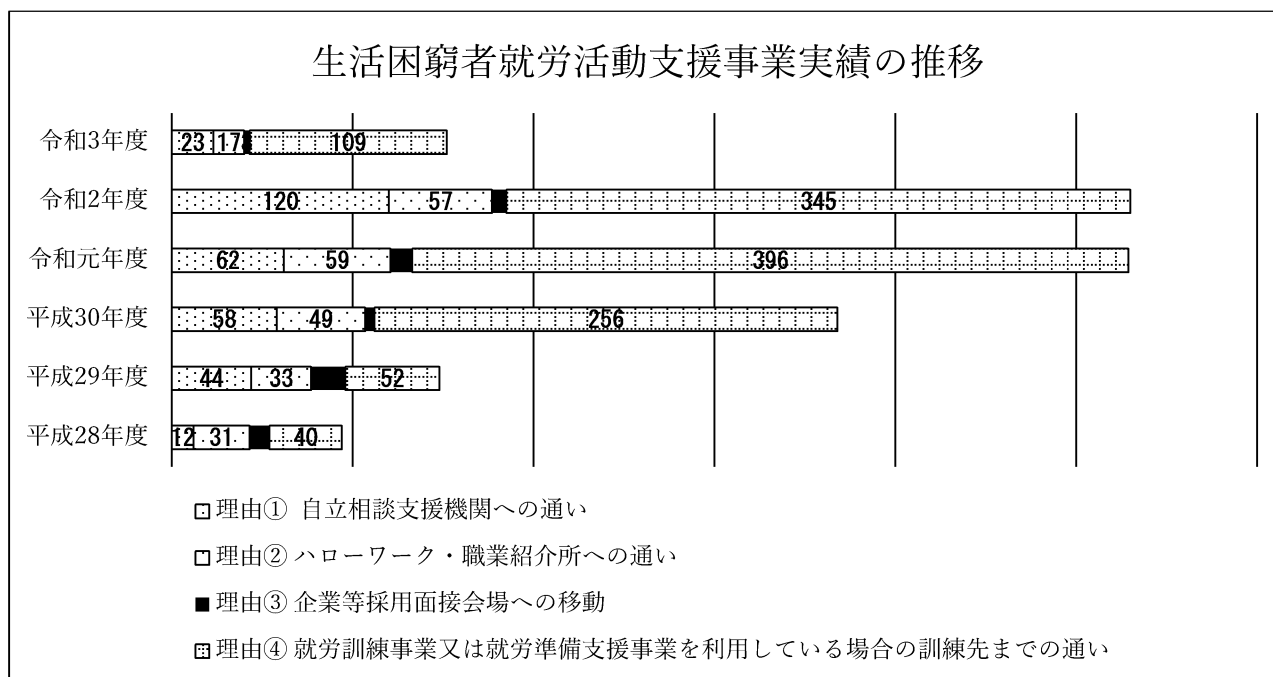 生活困窮者就労活動支援事業実績の推移
令和3年度 23 17 109
令和2年度 120 57 345
令和元年度 62 59 396
平成30年度 58 49 256
平成29年度 44 33 52
平成28年度 12 31 40
理由① 自立相談支援機関への通い
理由② ハローワーク・職業紹介所への通い
理由③ 企業等採用面接会場への移動
理由④ 就労訓練事業又は就労準備支援事業を利用している場合の訓練先までの通い